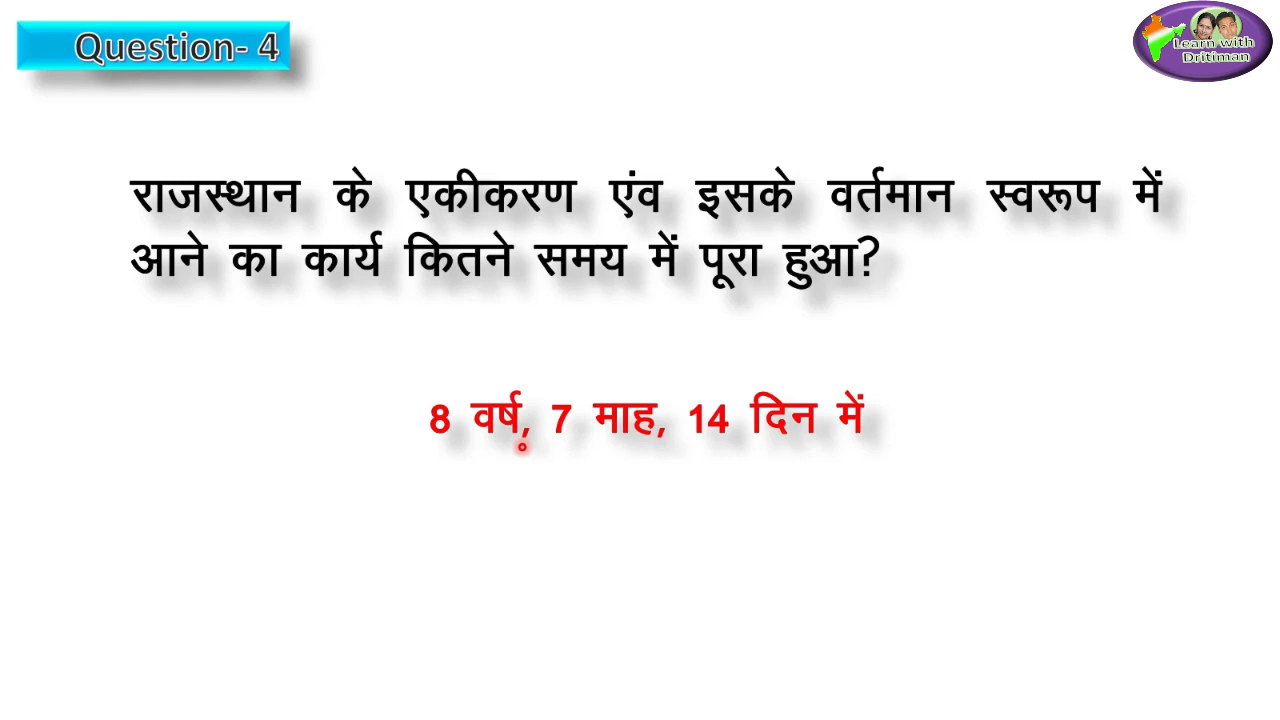 Question- 4
Learn with
Dritiman
राजस्थान के एकीकरण एंव इसके वर्तमान स्वरूप में
आने का कार्य कितने समय में पूरा हुआ?
8 वर्ष, 7 माह, 14 दिन में